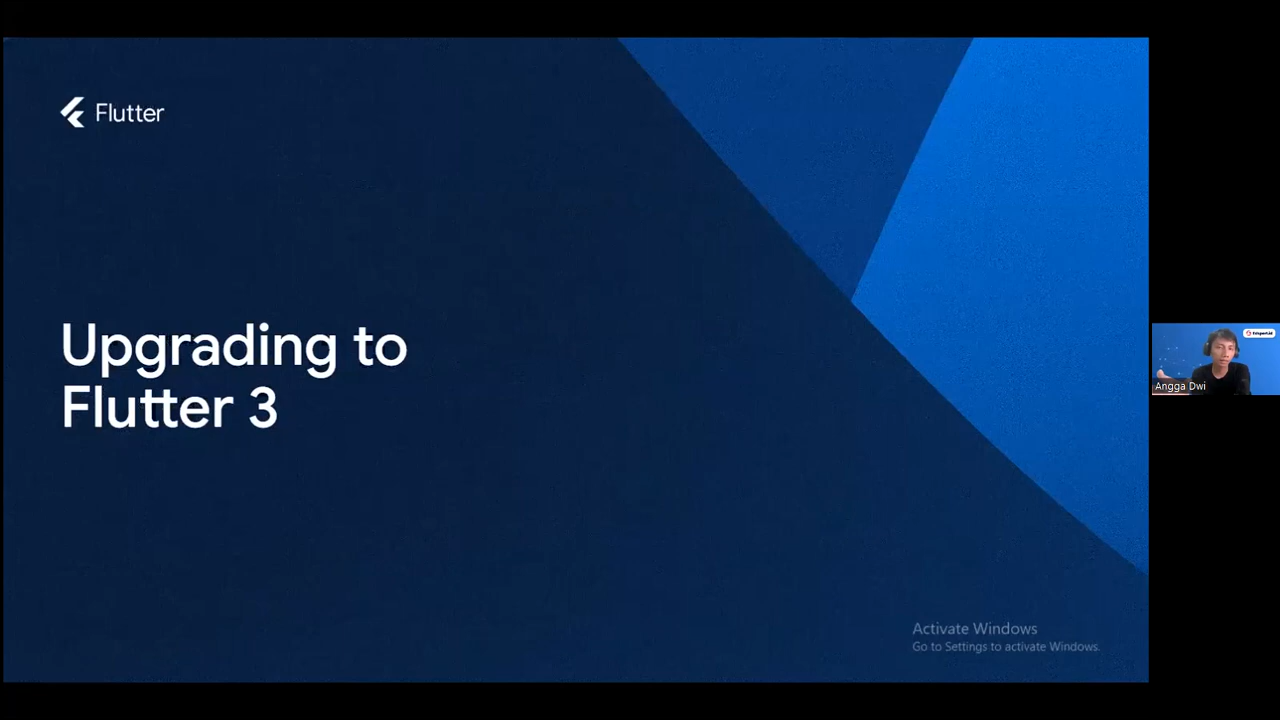 Flutter
Upgrading to
Flutter 3
Angga Dwi
Activate Windows
Go to Settings to activate Windows.